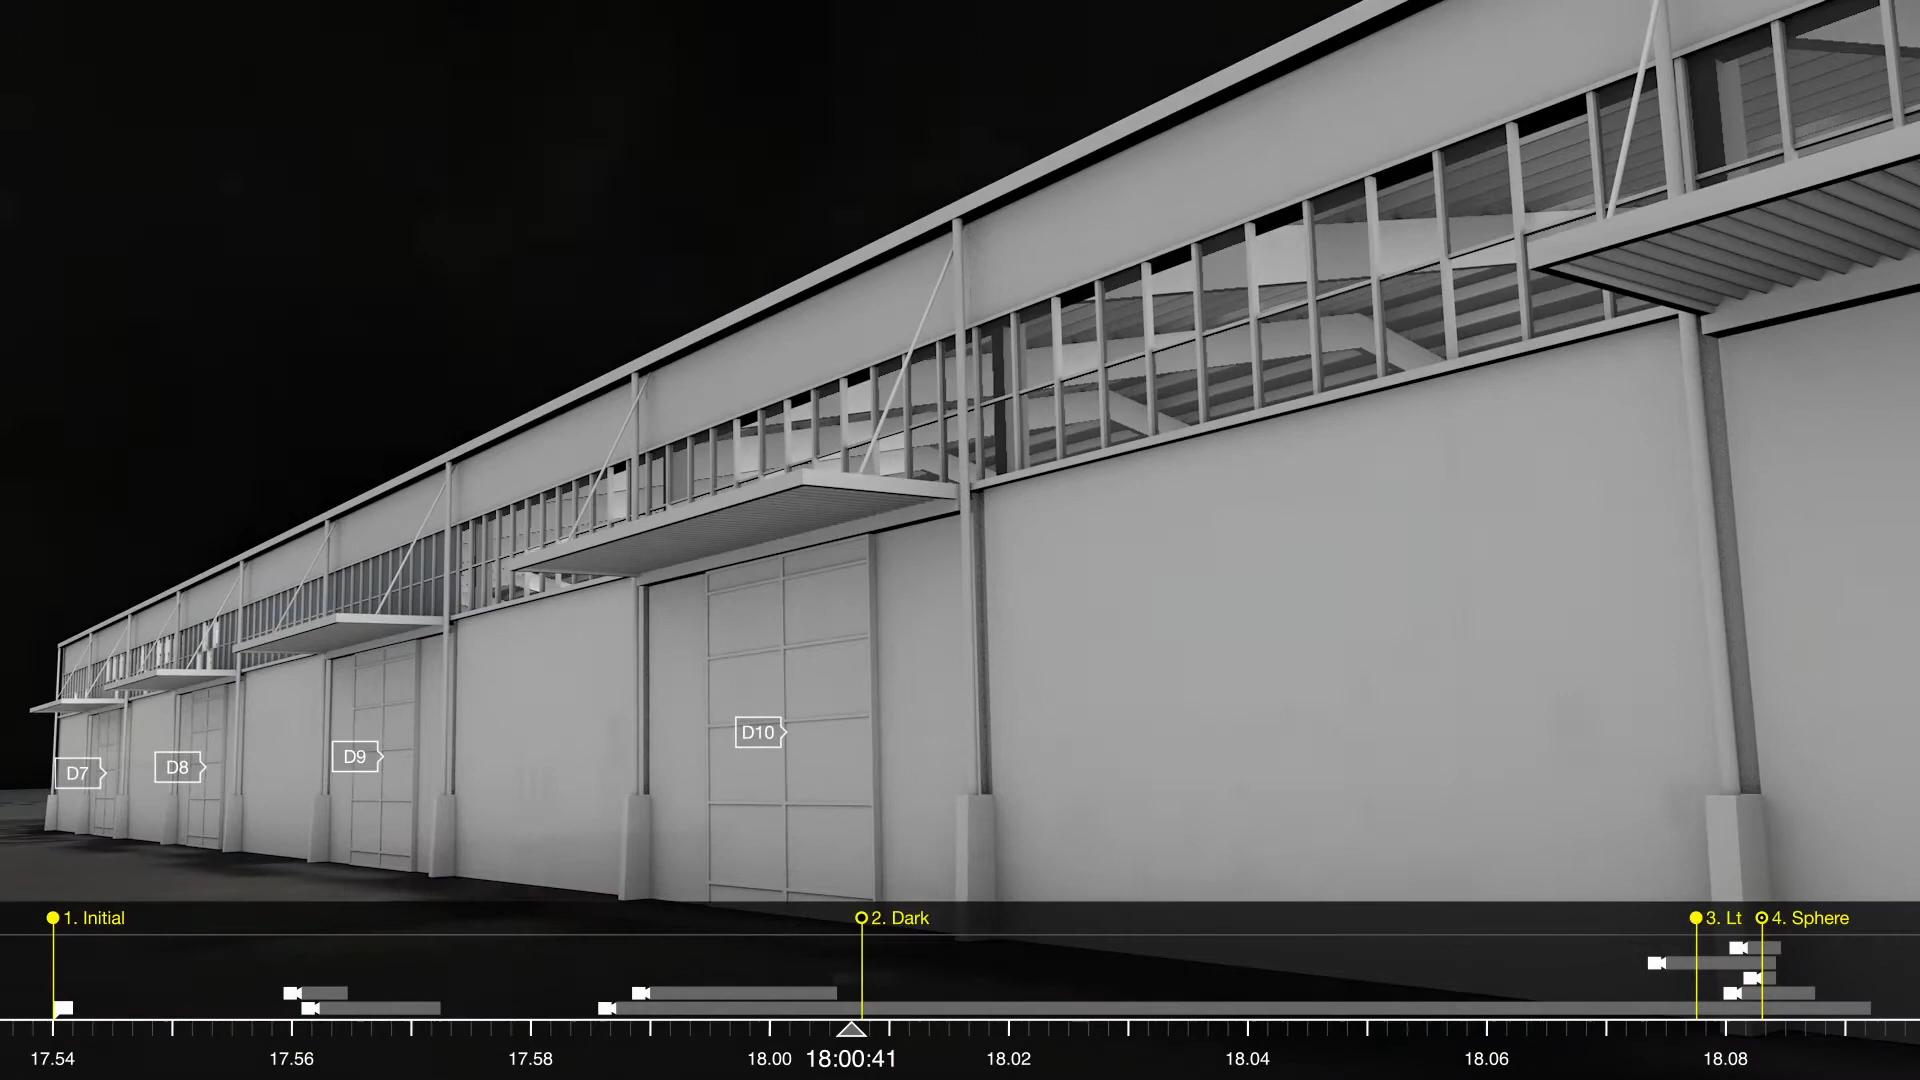 D7
D8
D9
D10
1. Initial
2. Dark
3. Lt
4. Sphere
17.54
17.56
17.58
18.00
18:00:41
18.02
18.04
18.06
18.08